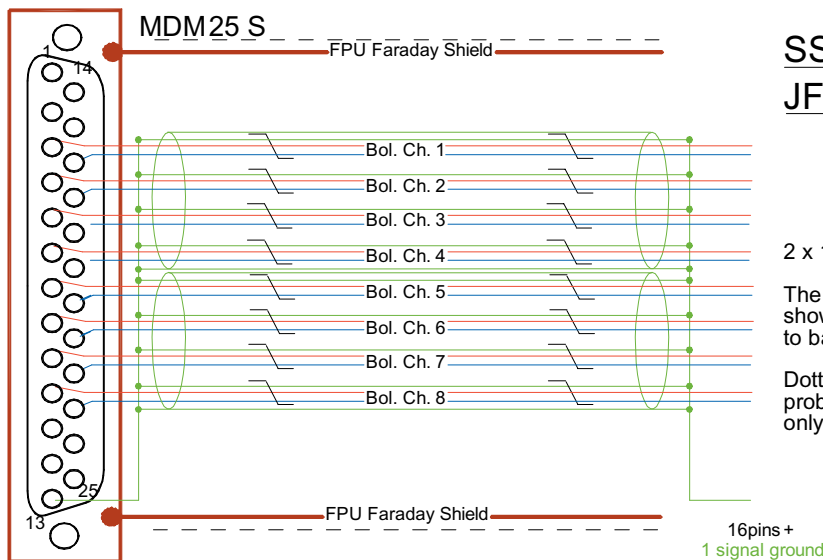 MDM25 S
FPU Faraday Shield
SS
JF
1
14
Bol. Ch. 1
Bol. Ch. 2
Bol. Ch. 3
Bol. Ch. 4
Bol. Ch. 5
Bol. Ch. 6
Bol. Ch. 7
Bol. Ch. 8
2 x 1
The
show
to ba
Dott
prob
only
25
13
FPU Faraday Shield
16pins +
1 signal ground